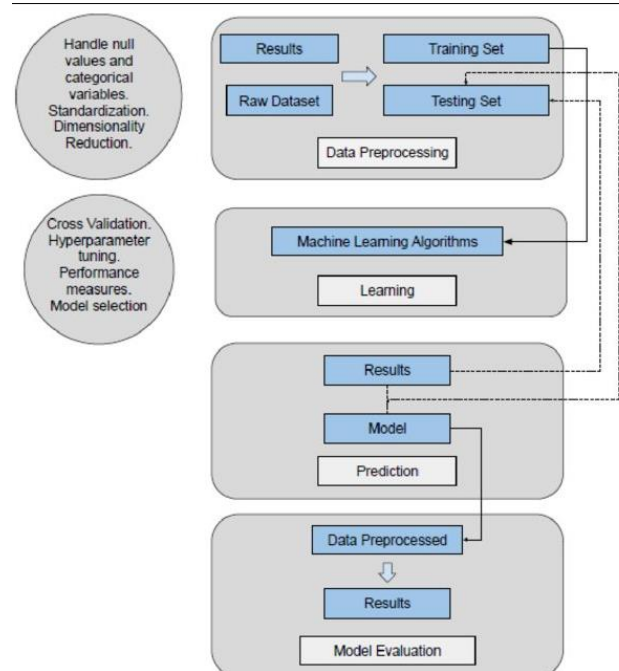 Handle null
values and
categorical
variables.
Standardization.
Dimensionality
Reduction.
Results
Training Set
Raw Dataset
Testing Set
Data Preprocessing
Cross Validation.
Hyperparameter
tuning.
Performance
measures.
Model selection
Machine Learning Algorithms
Learning
Results
Model
Prediction
Data Preprocessed
Results
Model Evaluation